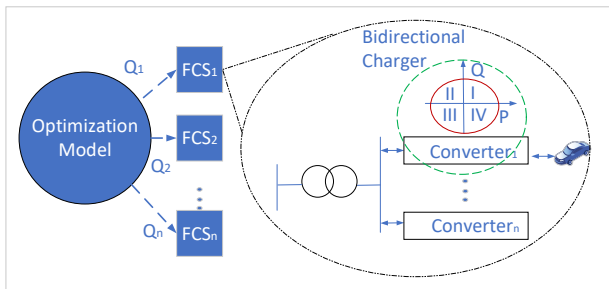 Optimization
Model
Q1
Q2
Qn
FCS1
FCS2
FCSn
Bidirectional
Charger
Q
II I
III IV
P
Converter1
Convertern